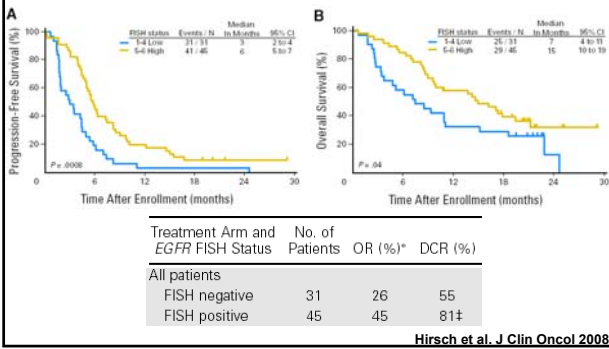 A
FISH status Events / N Median In Months 95% CI
1-4 Low 31 / 31 3 2 to 4
5-6 High 41 / 45 6 5 to 7
Progression-Free Survival (%)
100
80
60
40
20
P = .0008
0 6 12 18 24 30
Time After Enrollment (months)
B
FISH status Events / N Median In Months 95% CI
1-4 Low 25 / 31 7 4 to 11
5-6 High 29 / 45 15 10 to 19
Overall Survival (%)
100
80
60
40
20
P = .04
0 6 12 18 24 30
Time After Enrollment (months)
Treatment Arm and EGFR FISH Status No. of Patients OR (%)* DCR (%)
All patients
FISH negative 31 26 55
FISH positive 45 45 81‡
Hirsch et al. J Clin Oncol 2008